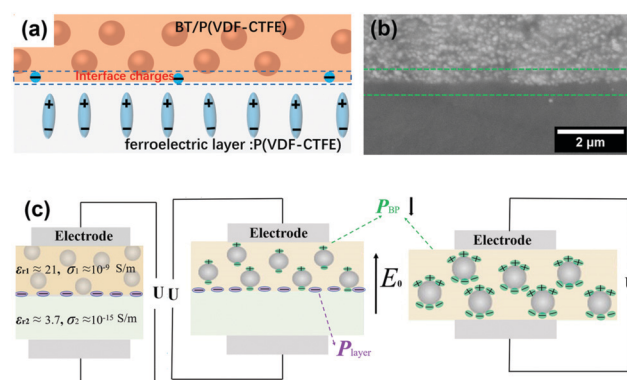 (a)
BT/P(VDF-CTFE)
Interface charges
ferroelectric layer :P(VDF-CTFE)
(b)
2 μm
(c)
Electrode
εr1 ≈ 21, σ1 ≈10-9 S/m
εr2 ≈ 3.7, σ2 ≈10-15 S/m
U
U
Electrode
Player
PBP
E0
Electrode